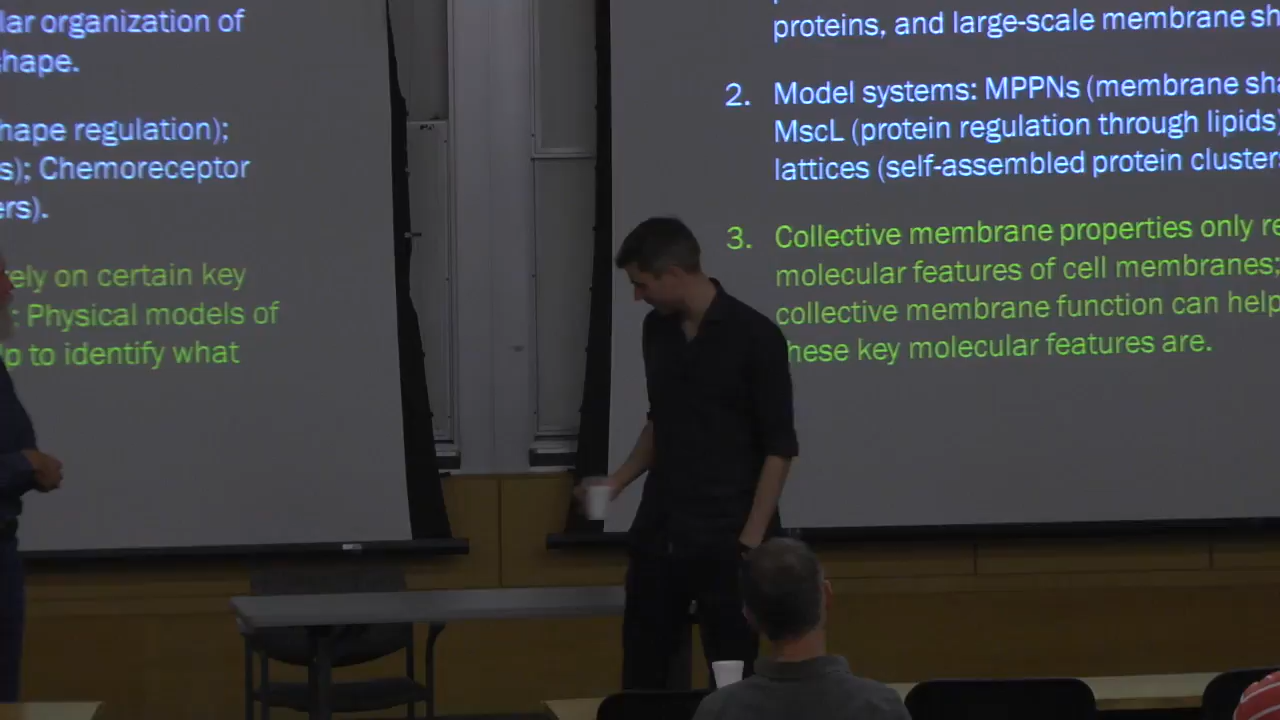 lar organization of
hape.
hape regulation);
s); Chemoreceptor
ers).
ely on certain key
: Physical models of
p to identify what
proteins, and large-scale membrane sh
2. Model systems: MPPNs (membrane sha
MscL (protein regulation through lipids)
lattices (self-assembled protein clusters
3. Collective membrane properties only re
molecular features of cell membranes;
collective membrane function can help
hese key molecular features are.